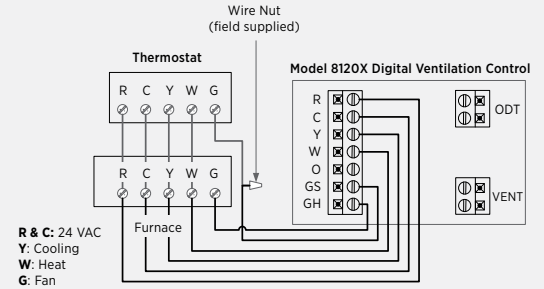 Wire Nut
(field supplied)
Thermostat
R C Y W G
Model 8120X Digital Ventilation Control
R
C
Y
W
O
GS
GH
ODT
VENT
R C Y W G
Furnace
R & C: 24 VAC
Y: Cooling
W: Heat
G: Fan